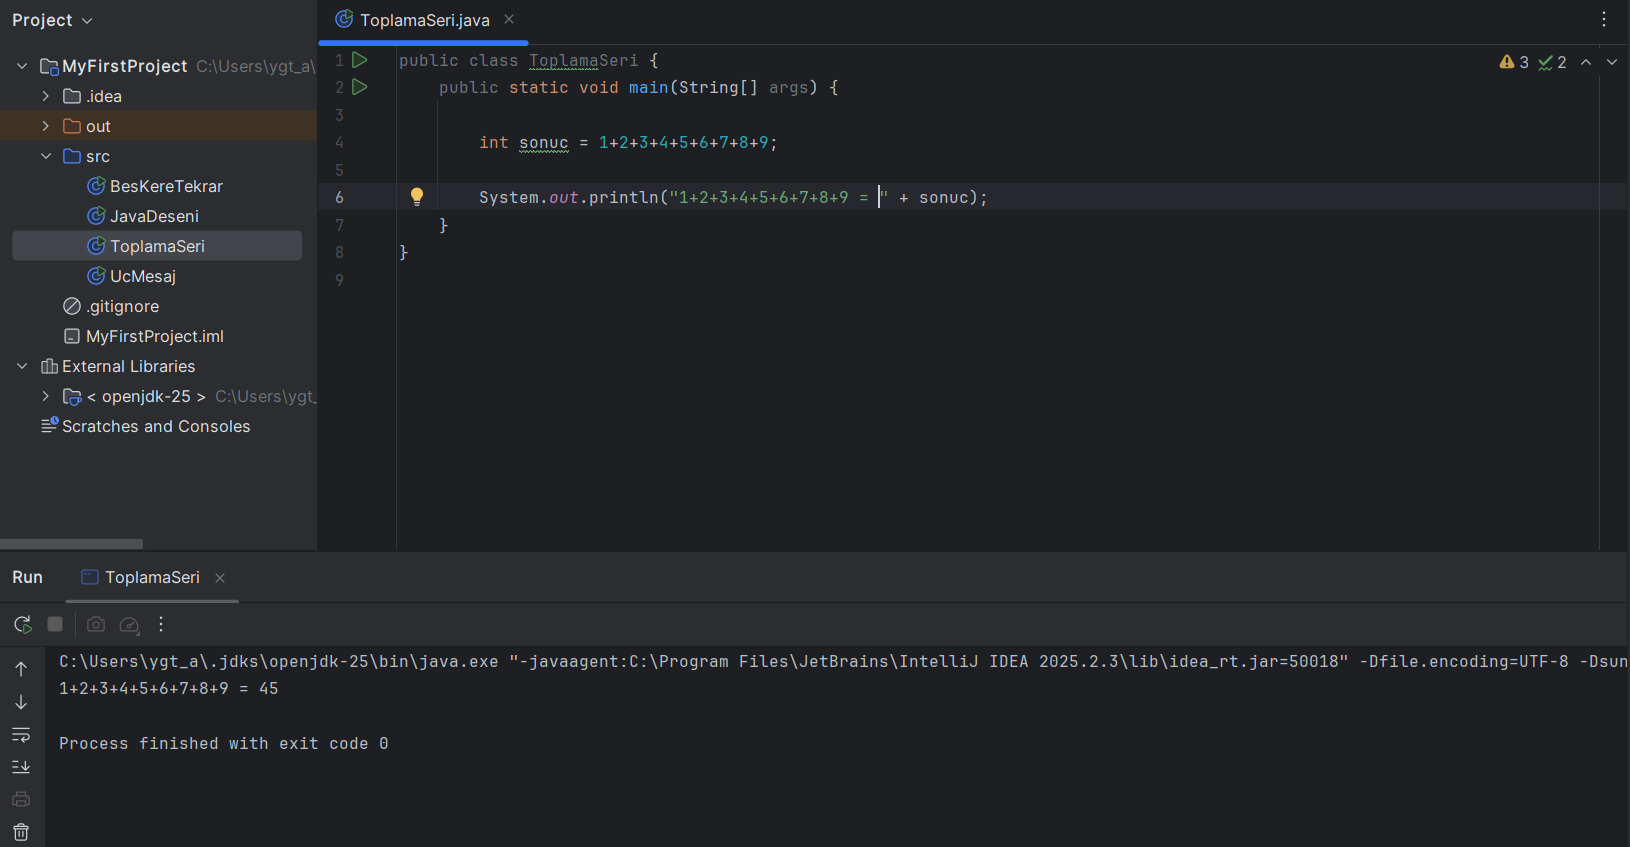 Project
MyFirstProject C:\Users\ygt_a\
.idea
out
src
BesKereTekrar
JavaDeseni
ToplamaSeri
UcMesaj
.gitignore
MyFirstProject.iml
External Libraries
< openjdk-25 > C:\Users\ygt_
Scratches and Consoles
ToplamaSeri.java
3 2
1 public class ToplamaSeri {
2 public static void main(String[] args) {
3
4 int sonuc = 1+2+3+4+5+6+7+8+9;
5
6 System.out.println("1+2+3+4+5+6+7+8+9 = " + sonuc);
7 }
8 }
9
Run ToplamaSeri
C:\Users\ygt_a\.jdks\openjdk-25\bin\java.exe "-javaagent:C:\Program Files\JetBrains\IntelliJ IDEA 2025.2.3\lib\idea_rt.jar=50018" -Dfile.encoding=UTF-8 -Dsun
1+2+3+4+5+6+7+8+9 = 45
Process finished with exit code 0